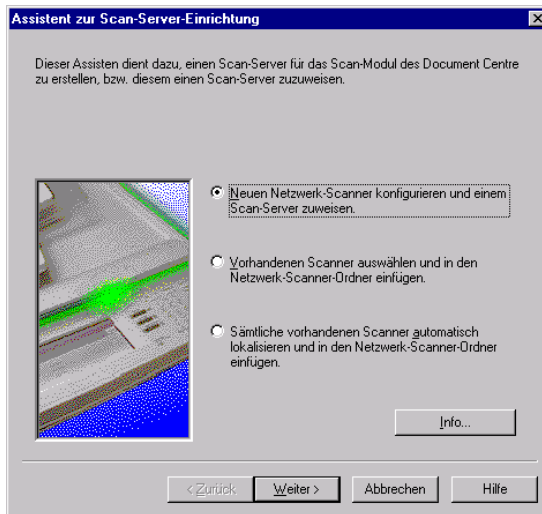 Assistent zur Scan-Server-Einrichtung
Dieser Assisten dient dazu, einen Scan-Server für das Scan-Modul des Document Centre
zu erstellen, bzw. diesem einen Scan-Server zuzuweisen.
Neuen Netzwerk-Scanner konfigurieren und einem
Scan-Server zuweisen.
Vorhandenen Scanner auswählen und in den
Netzwerk-Scanner-Ordner einfügen.
Sämtliche vorhandenen Scanner automatisch
lokalisieren und in den Netzwerk-Scanner-Ordner
einfügen.
Info...
< Zurück Weiter > Abbrechen Hilfe